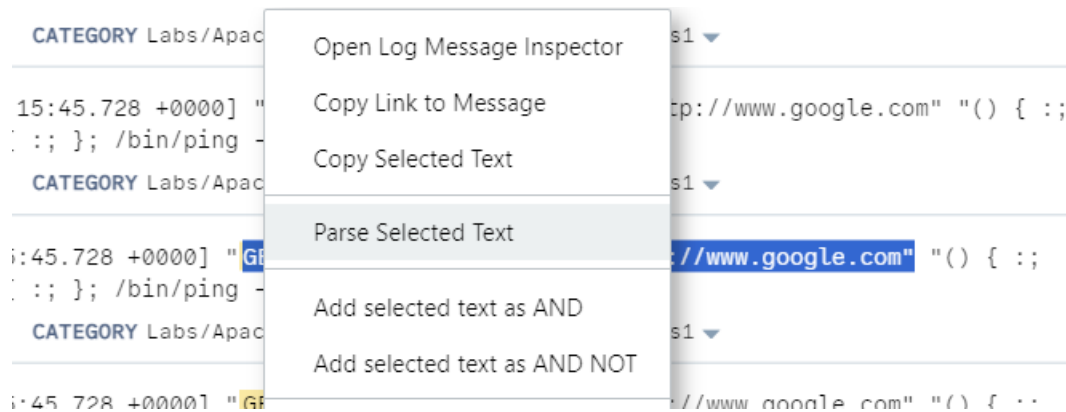 CATEGORY Labs/Apac s1
Open Log Message Inspector
15:45.728 +0000] " tp://www.google.com" "() { :;
Copy Link to Message
:; }; /bin/ping -
Copy Selected Text
CATEGORY Labs/Apac s1
Parse Selected Text
:45.728 +0000] "GE ://www.google.com" "() { :;
:; }; /bin/ping -
Add selected text as AND
CATEGORY Labs/Apac s1
Add selected text as AND NOT
:45.728 +0000] "GE ://www.google.com" "() { :;